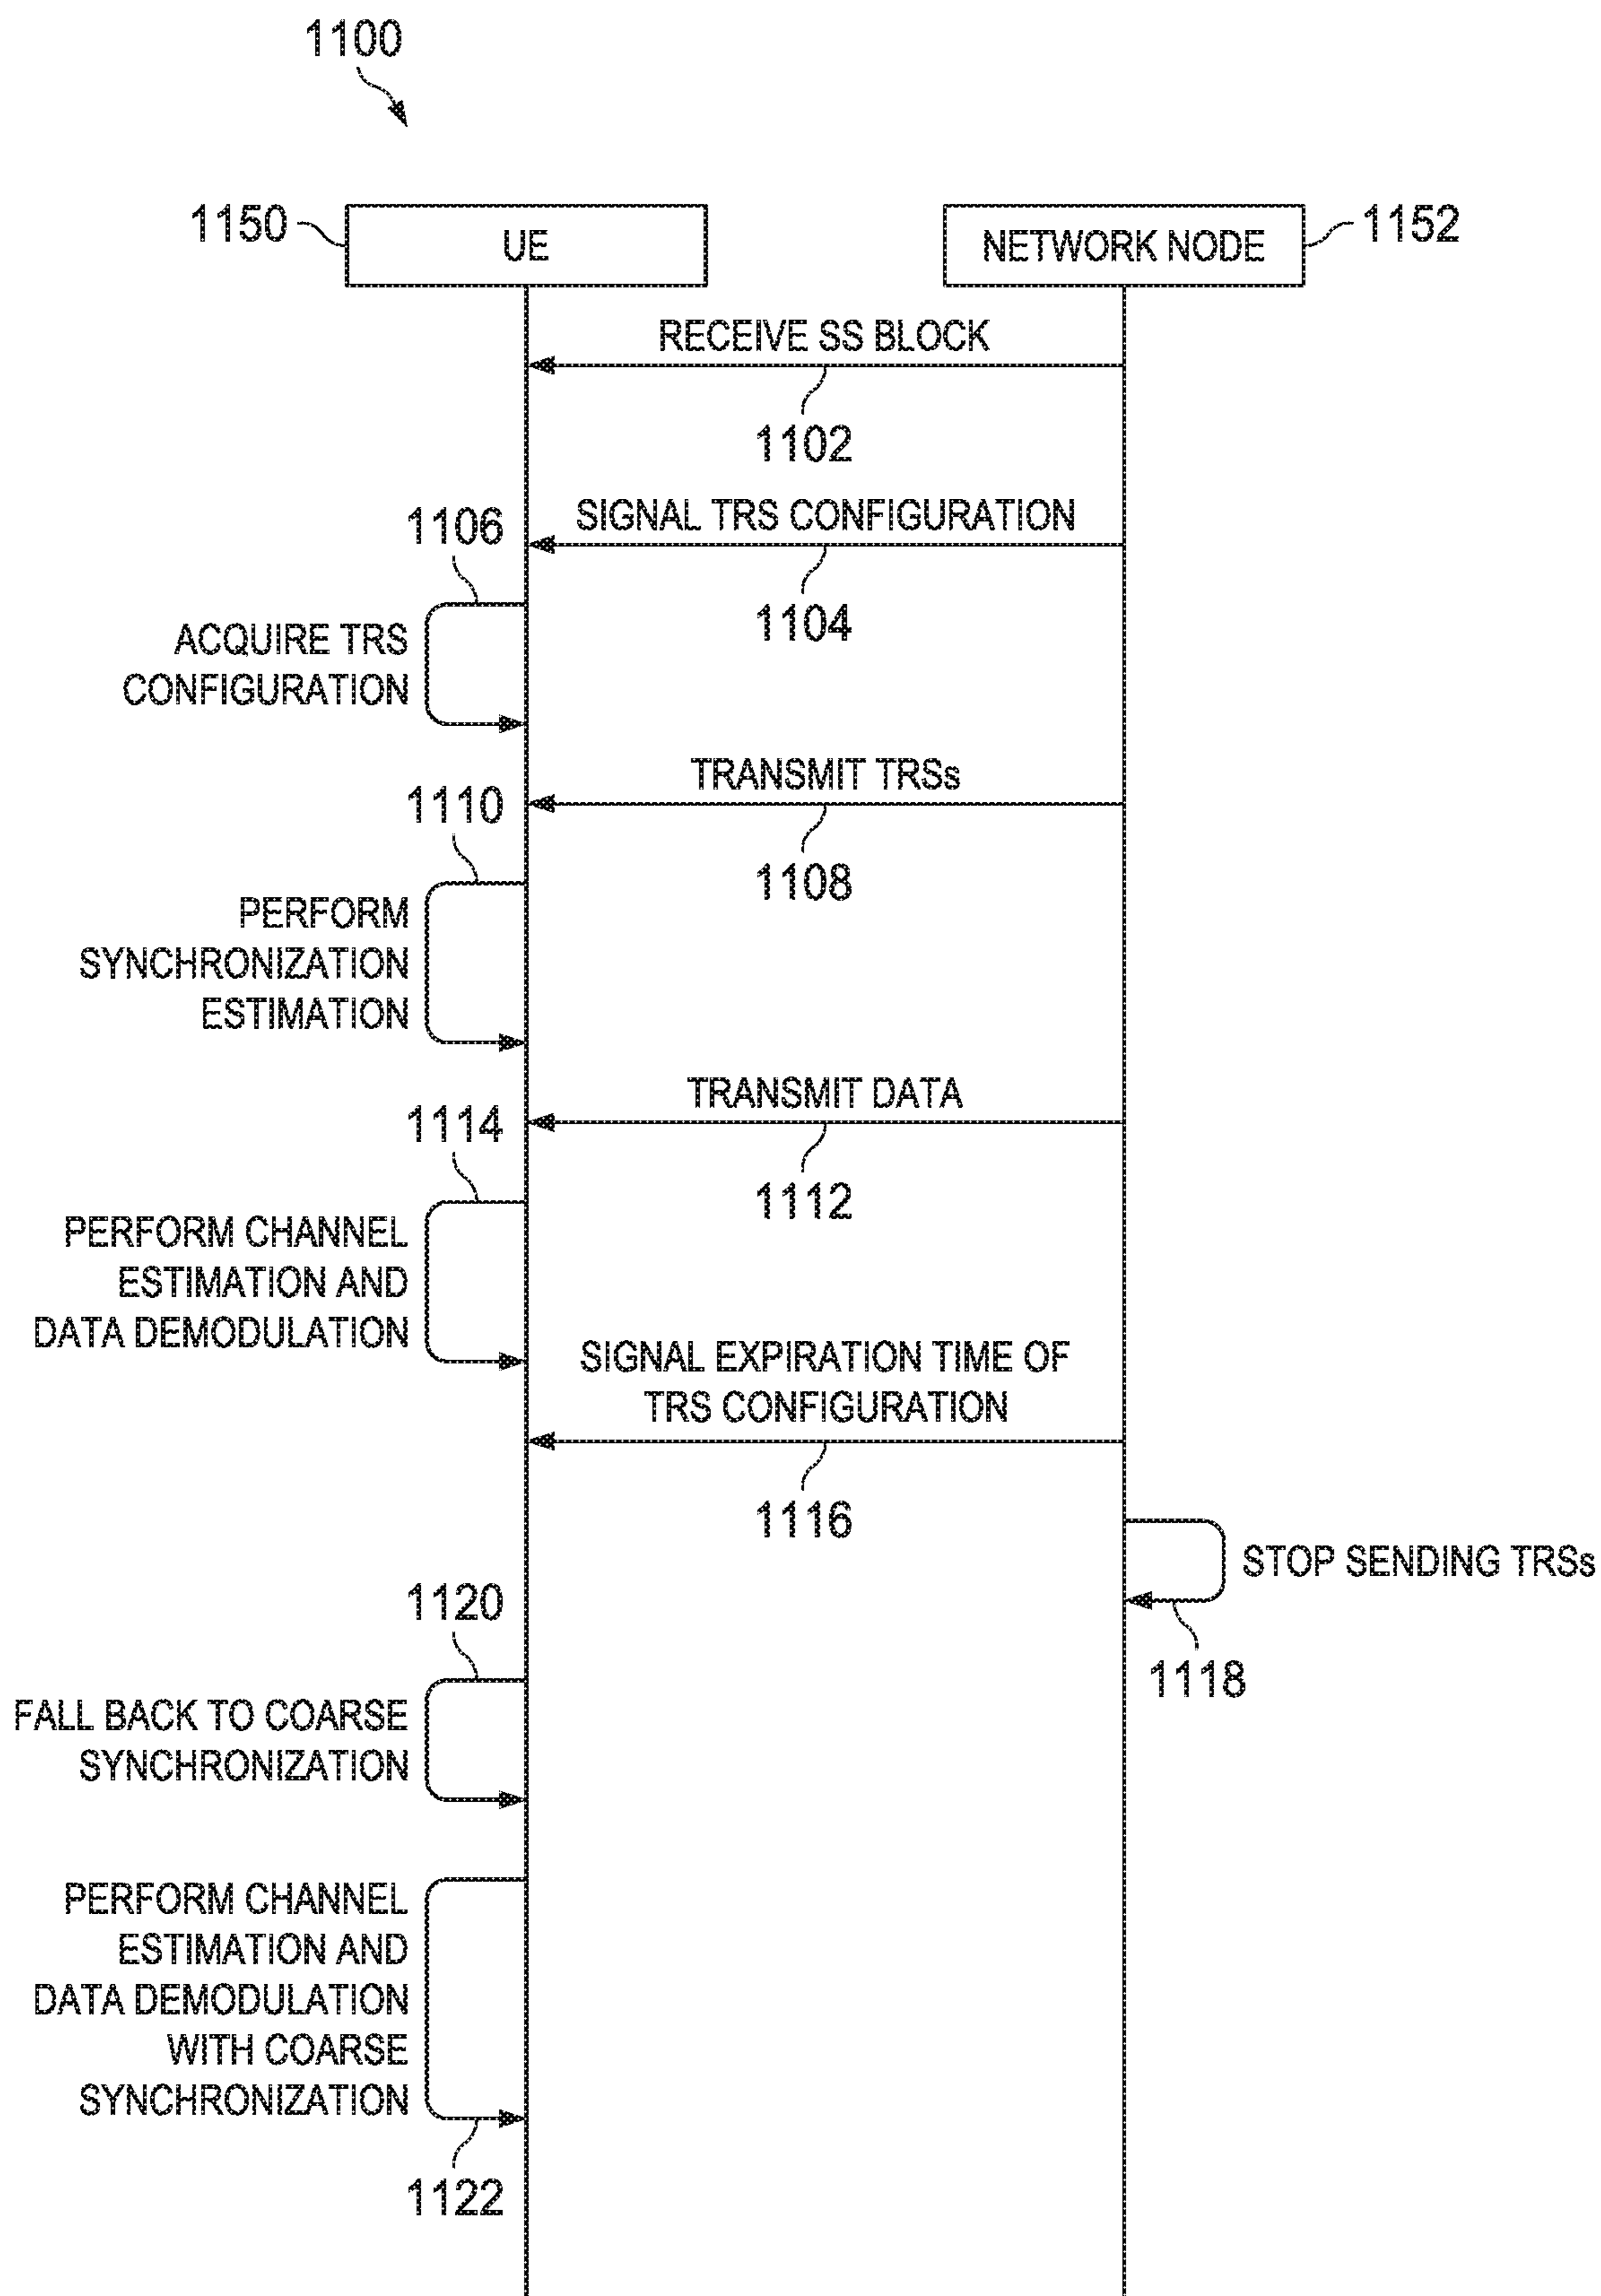 1100
1150
UE
NETWORK NODE
1152
RECEIVE SS BLOCK
1102
SIGNAL TRS CONFIGURATION
1104
1106
ACQUIRE TRS
CONFIGURATION
TRANSMIT TRSs
1108
1110
PERFORM
SYNCHRONIZATION
ESTIMATION
TRANSMIT DATA
1112
1114
PERFORM CHANNEL
ESTIMATION AND
DATA DEMODULATION
SIGNAL EXPIRATION TIME OF
TRS CONFIGURATION
1116
STOP SENDING TRSs
1118
1120
FALL BACK TO COARSE
SYNCHRONIZATION
PERFORM CHANNEL
ESTIMATION AND
DATA DEMODULATION
WITH COARSE
SYNCHRONIZATION
1122